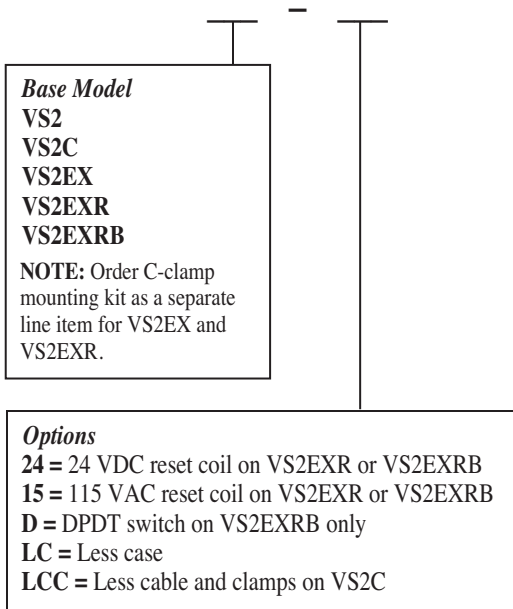 Base Model
VS2
VS2C
VS2EX
VS2EXR
VS2EXRB
NOTE: Order C-clamp
mounting kit as a separate
line item for VS2EX and
VS2EXR.
Options
24 = 24 VDC reset coil on VS2EXR or VS2EXRB
15 = 115 VAC reset coil on VS2EXR or VS2EXRB
D = DPDT switch on VS2EXRB only
LC = Less case
LCC = Less cable and clamps on VS2C